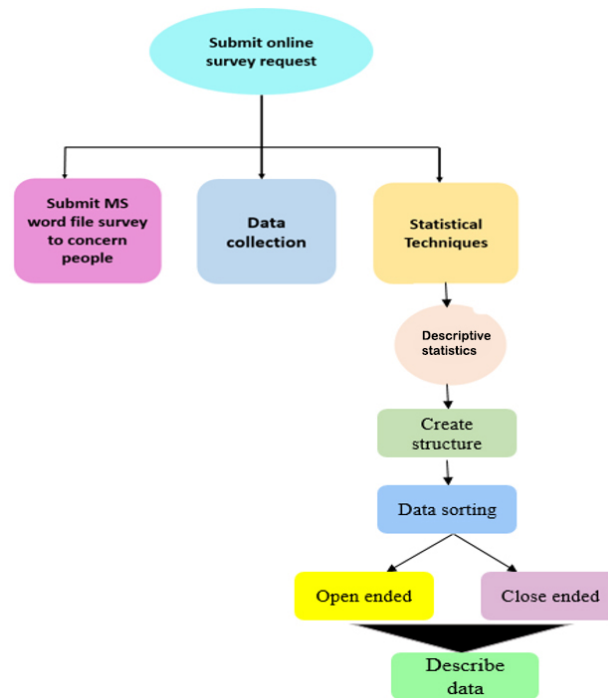 Submit online
survey request
Submit MS
word file survey
to concern
people
Data
collection
Statistical
Techniques
Descriptive
statistics
Create
structure
Data sorting
Open ended
Close ended
Describe
data